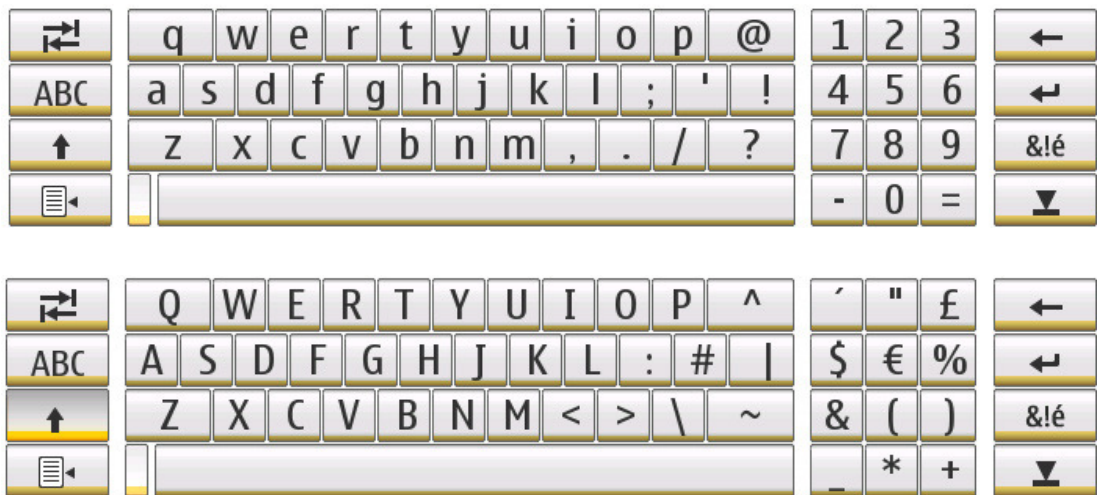 q w e r t y u i o p @ 1 2 3
ABC a s d f g h j k l ; ' ! 4 5 6
z x c v b n m , . / ? 7 8 9 &!é
- 0 =
Q W E R T Y U I O P ^ ´ " £
ABC A S D F G H J K L : # | $ € %
Z X C V B N M < > \ ~ & ( ) &!é
_ * +